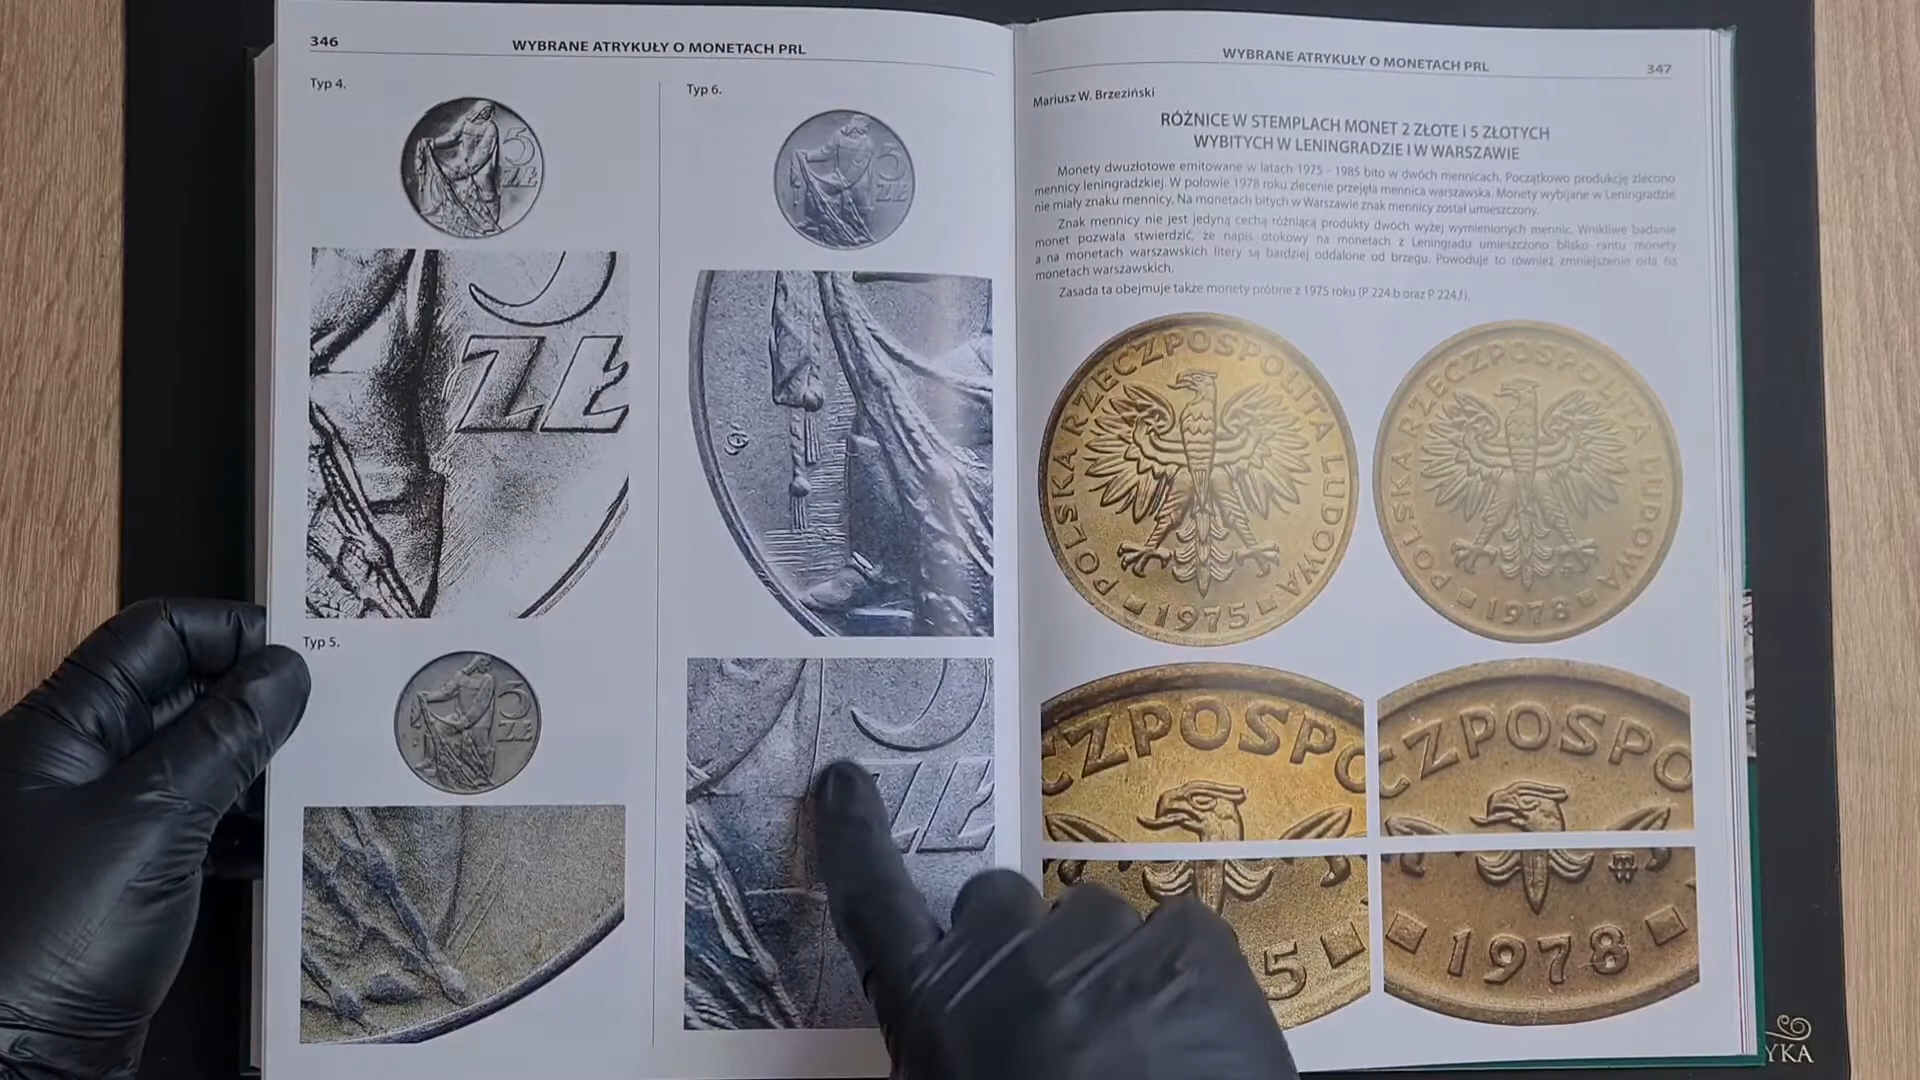 346
WYBRANE ATRYKUŁY O MONETACH PRL
Typ 4.
5
ZŁ
ZŁ
Typ 5.
5
ZŁ
Typ 6.
5
ZŁ
ZŁ
WYBRANE ATRYKUŁY O MONETACH PRL
347
Mariusz W. Brzeziński
RÓŻNICE W STEMPLACH MONET 2 ZŁOTE I 5 ZŁOTYCH
WYBITYCH W LENINGRADZIE I W WARSZAWIE
Monety dwuzłotowe emitowane w latach 1975 - 1985 bito w dwóch mennicach. Początkowo produkcję zlecono
mennicy leningradzkiej. W połowie 1978 roku zlecenie przejęła mennica warszawska. Monety wybijane w Leningradzie
nie miały znaku mennicy. Na monetach bitych w Warszawie znak mennicy został umieszczony.
Znak mennicy nie jest jedyną cechą różniącą produkty dwóch wyżej wymienionych mennic. Wnikliwe badanie
monet pozwala stwierdzić, że napis otokowy na monetach z Leningradu umieszczono blisko rantu monety
a na monetach warszawskich litery są bardziej oddalone od brzegu. Powoduje to również zmniejszenie orła na
monetach warszawskich.
Zasada ta obejmuje także monety próbne z 1975 roku (P 224.b oraz P 224.f).
POLSKA RZECZPOSPOLITA LUDOWA
1975
POLSKA RZECZPOSPOLITA LUDOWA
1978
CZPOSPO
CZPOSPO
5
1978
YKA